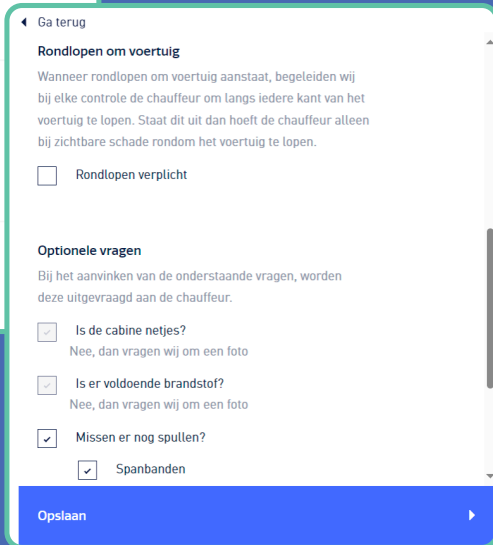 Ga terug
Rondlopen om voertuig
Wanneer rondlopen om voertuig aanstaat, begeleiden wij
bij elke controle de chauffeur om langs iedere kant van het
voertuig te lopen. Staat dit uit dan hoeft de chauffeur alleen
bij zichtbare schade rondom het voertuig te lopen.
Rondlopen verplicht
Optionele vragen
Bij het aanvinken van de onderstaande vragen, worden
deze uitgevraagd aan de chauffeur.
Is de cabine netjes?
Nee, dan vragen wij om een foto
Is er voldoende brandstof?
Nee, dan vragen wij om een foto
Missen er nog spullen?
Spanbanden
Opslaan